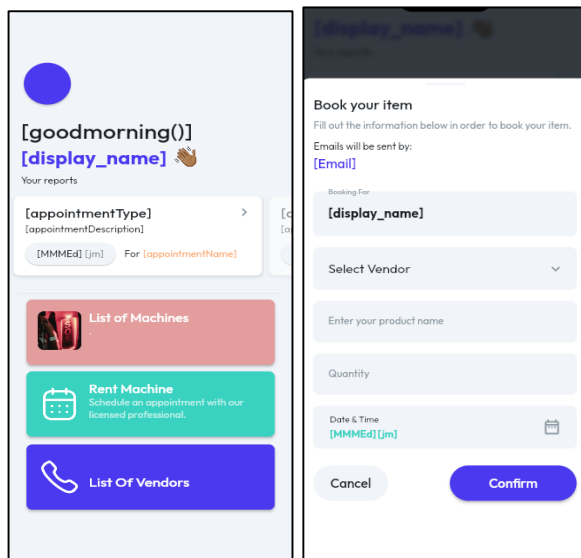 [goodmorning()]
[display_name] 👋🏾
Your reports
[appointmentType]
[appointmentDescription]
[MMMEd] [jm] For [appointmentName]
List of Machines
.
Rent Machine
Schedule an appointment with our
licensed professional.
List Of Vendors
[display_name]
Your reports
Book your item
Fill out the information below in order to book your item.
Emails will be sent by:
[Email]
Booking For
[display_name]
Select Vendor
Enter your product name
Quantity
Date & Time
[MMMEd][jm]
Cancel
Confirm